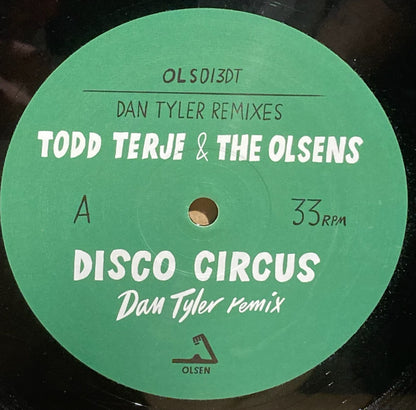 OLS013DT
DAN TYLER REMIXES
TODD TERJE & THE OLSENS
A 33RPM
DISCO CIRCUS
Dan Tyler remix
OLSEN